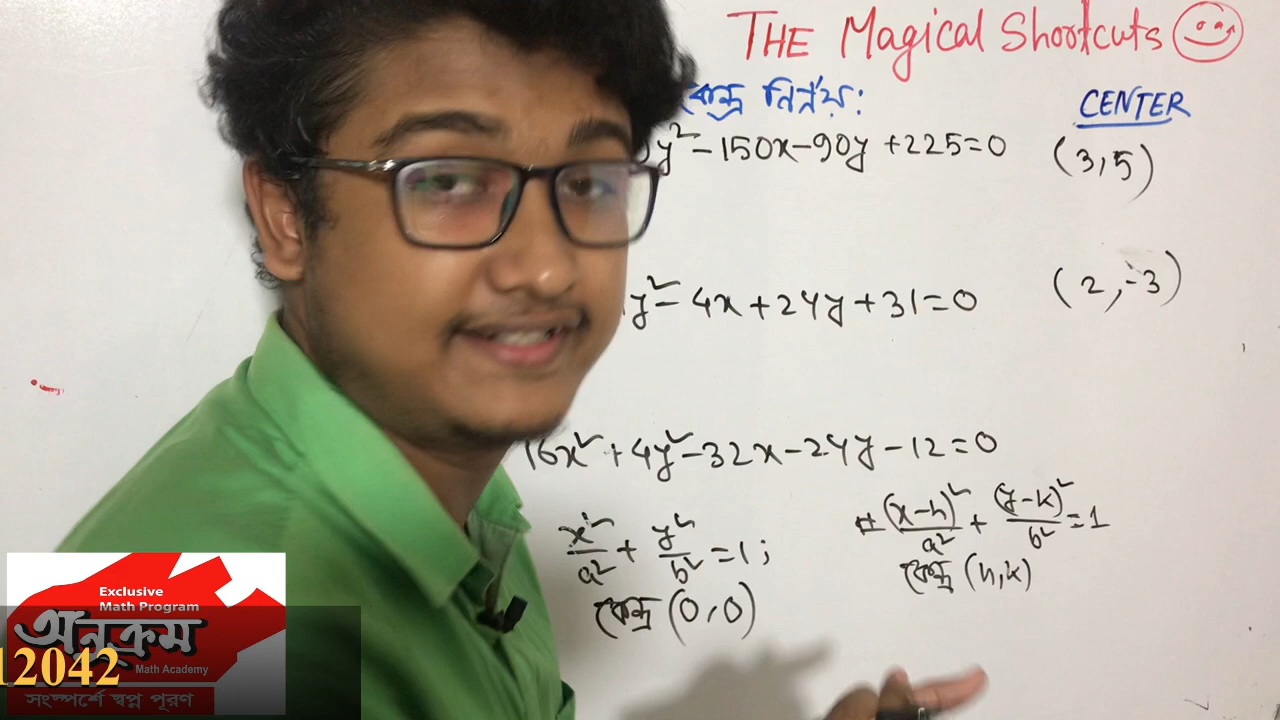 THE Magical Shortcuts
কেন্দ্র নির্ণয়:
CENTER
y²-150x-90y+225=0 (3,5)
y²-4x+24y+31=0 (2,-3)
16x²+4y²-32x-24y-12=0
x²/a² + y²/b² =1;
(x-h)²/a² + (y-k)²/b² =1
কেন্দ্র (0,0)
কেন্দ্র (h,k)
Exclusive
Math Program
অনুক্রম
Math Academy
12042
সংস্পর্শে স্বপ্ন পূরণ